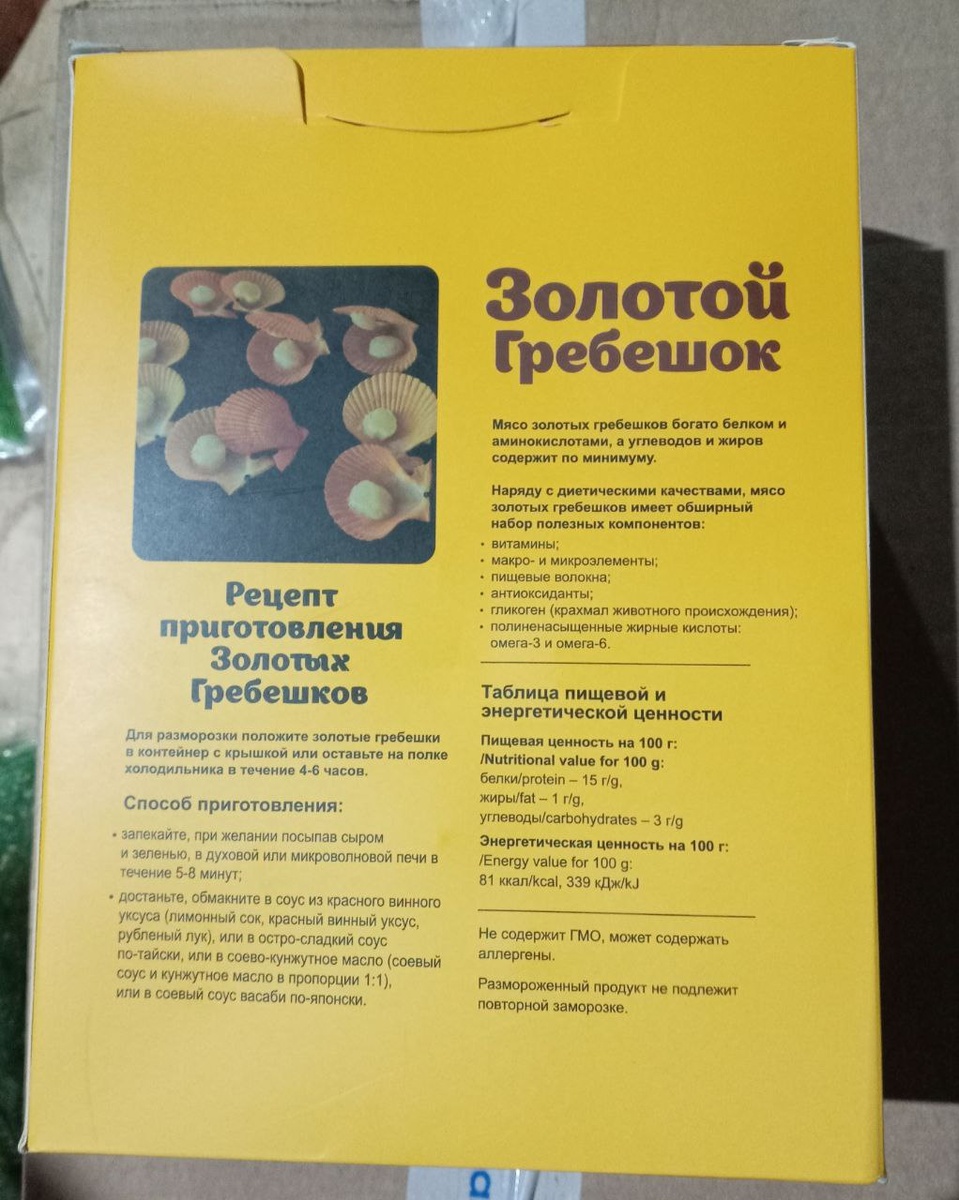 Золотой
Гребешок
Мясо золотых гребешков богато белком и
аминокислотами, а углеводов и жиров
содержит по минимуму.
Наряду с диетическими качествами, мясо
золотых гребешков имеет обширный
набор полезных компонентов:
• витамины;
• макро- и микроэлементы;
• пищевые волокна;
• антиоксиданты;
• гликоген (крахмал животного происхождения);
• полиненасыщенные жирные кислоты:
омега-3 и омега-6.
Таблица пищевой и
энергетической ценности
Пищевая ценность на 100 г:
/Nutritional value for 100 g:
белки/protein – 15 г/g,
жиры/fat – 1 г/g,
углеводы/carbohydrates – 3 г/g
Энергетическая ценность на 100 г:
/Energy value for 100 g:
81 ккал/kcal, 339 кДж/kJ
Не содержит ГМО, может содержать
аллергены.
Размороженный продукт не подлежит
повторной заморозке.
Рецепт
приготовления
Золотых
Гребешков
Для разморозки положите золотые гребешки
в контейнер с крышкой или оставьте на полке
холодильника в течение 4-6 часов.
Способ приготовления:
• запекайте, при желании посыпав сыром
и зеленью, в духовой или микроволновой печи в
течение 5-8 минут;
• достаньте, обмакните в соус из красного винного
уксуса (лимонный сок, красный винный уксус,
рубленый лук), или в остро-сладкий соус
по-тайски, или в соево-кунжутное масло (соевый
соус и кунжутное масло в пропорции 1:1),
или в соевый соус васаби по-японски.